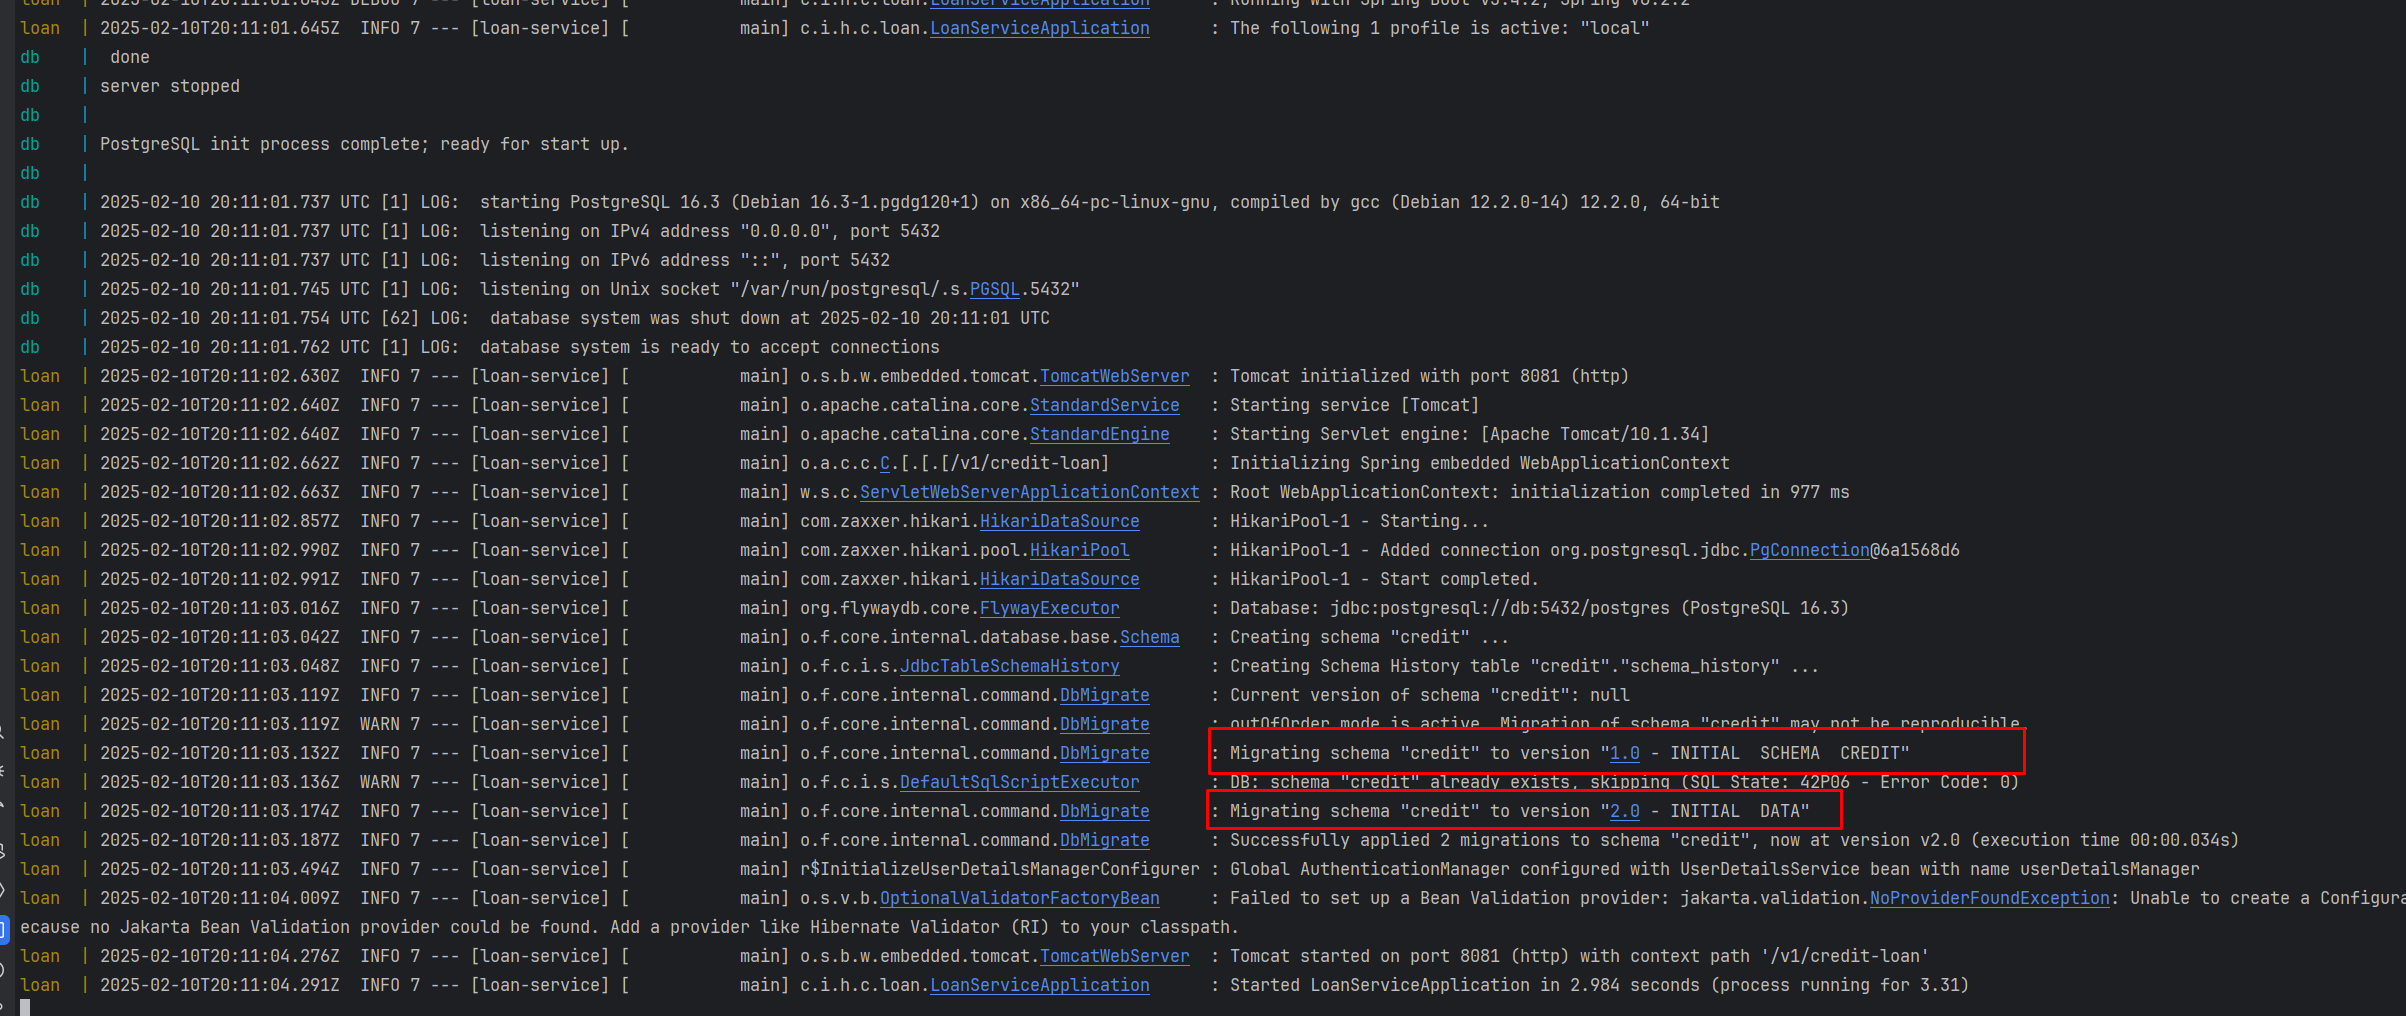 loan  | 2025-02-10T20:11:01.645Z DEBUG 7 --- [loan-service] [           main] c.i.h.c.loan.LoanServiceApplication      : Running with Spring Boot v3.4.2, Spring v6.2.2
loan  | 2025-02-10T20:11:01.645Z  INFO 7 --- [loan-service] [           main] c.i.h.c.loan.LoanServiceApplication      : The following 1 profile is active: "local"
db    |  done
db    | server stopped
db    |
db    | PostgreSQL init process complete; ready for start up.
db    |
db    | 2025-02-10 20:11:01.737 UTC [1] LOG:  starting PostgreSQL 16.3 (Debian 16.3-1.pgdg120+1) on x86_64-pc-linux-gnu, compiled by gcc (Debian 12.2.0-14) 12.2.0, 64-bit
db    | 2025-02-10 20:11:01.737 UTC [1] LOG:  listening on IPv4 address "0.0.0.0", port 5432
db    | 2025-02-10 20:11:01.737 UTC [1] LOG:  listening on IPv6 address "::", port 5432
db    | 2025-02-10 20:11:01.745 UTC [1] LOG:  listening on Unix socket "/var/run/postgresql/.s.PGSQL.5432"
db    | 2025-02-10 20:11:01.754 UTC [62] LOG:  database system was shut down at 2025-02-10 20:11:01 UTC
db    | 2025-02-10 20:11:01.762 UTC [1] LOG:  database system is ready to accept connections
loan  | 2025-02-10T20:11:02.630Z  INFO 7 --- [loan-service] [           main] o.s.b.w.embedded.tomcat.TomcatWebServer  : Tomcat initialized with port 8081 (http)
loan  | 2025-02-10T20:11:02.640Z  INFO 7 --- [loan-service] [           main] o.apache.catalina.core.StandardService   : Starting service [Tomcat]
loan  | 2025-02-10T20:11:02.640Z  INFO 7 --- [loan-service] [           main] o.apache.catalina.core.StandardEngine    : Starting Servlet engine: [Apache Tomcat/10.1.34]
loan  | 2025-02-10T20:11:02.662Z  INFO 7 --- [loan-service] [           main] o.a.c.c.C.[.[.[/v1/credit-loan]          : Initializing Spring embedded WebApplicationContext
loan  | 2025-02-10T20:11:02.663Z  INFO 7 --- [loan-service] [           main] w.s.c.ServletWebServerApplicationContext : Root WebApplicationContext: initialization completed in 977 ms
loan  | 2025-02-10T20:11:02.857Z  INFO 7 --- [loan-service] [           main] com.zaxxer.hikari.HikariDataSource       : HikariPool-1 - Starting...
loan  | 2025-02-10T20:11:02.990Z  INFO 7 --- [loan-service] [           main] com.zaxxer.hikari.pool.HikariPool        : HikariPool-1 - Added connection org.postgresql.jdbc.PgConnection@6a1568d6
loan  | 2025-02-10T20:11:02.991Z  INFO 7 --- [loan-service] [           main] com.zaxxer.hikari.HikariDataSource       : HikariPool-1 - Start completed.
loan  | 2025-02-10T20:11:03.016Z  INFO 7 --- [loan-service] [           main] org.flywaydb.core.FlywayExecutor         : Database: jdbc:postgresql://db:5432/postgres (PostgreSQL 16.3)
loan  | 2025-02-10T20:11:03.042Z  INFO 7 --- [loan-service] [           main] o.f.core.internal.database.base.Schema   : Creating schema "credit" ...
loan  | 2025-02-10T20:11:03.048Z  INFO 7 --- [loan-service] [           main] o.f.c.i.s.JdbcTableSchemaHistory         : Creating Schema History table "credit"."schema_history" ...
loan  | 2025-02-10T20:11:03.119Z  INFO 7 --- [loan-service] [           main] o.f.core.internal.command.DbMigrate      : Current version of schema "credit": null
loan  | 2025-02-10T20:11:03.119Z  WARN 7 --- [loan-service] [           main] o.f.core.internal.command.DbMigrate      : outOfOrder mode is active. Migration of schema "credit" may not be reproducible.
loan  | 2025-02-10T20:11:03.132Z  INFO 7 --- [loan-service] [           main] o.f.core.internal.command.DbMigrate      : Migrating schema "credit" to version "1.0 - INITIAL  SCHEMA  CREDIT"
loan  | 2025-02-10T20:11:03.136Z  WARN 7 --- [loan-service] [           main] o.f.c.i.s.DefaultSqlScriptExecutor       : DB: schema "credit" already exists, skipping (SQL State: 42P06 - Error Code: 0)
loan  | 2025-02-10T20:11:03.174Z  INFO 7 --- [loan-service] [           main] o.f.core.internal.command.DbMigrate      : Migrating schema "credit" to version "2.0 - INITIAL  DATA"
loan  | 2025-02-10T20:11:03.187Z  INFO 7 --- [loan-service] [           main] o.f.core.internal.command.DbMigrate      : Successfully applied 2 migrations to schema "credit", now at version v2.0 (execution time 00:00.034s)
loan  | 2025-02-10T20:11:03.494Z  INFO 7 --- [loan-service] [           main] r$InitializeUserDetailsManagerConfigurer : Global AuthenticationManager configured with UserDetailsService bean with name userDetailsManager
loan  | 2025-02-10T20:11:04.009Z  INFO 7 --- [loan-service] [           main] o.s.v.b.OptionalValidatorFactoryBean     : Failed to set up a Bean Validation provider: jakarta.validation.NoProviderFoundException: Unable to create a Configura
ecause no Jakarta Bean Validation provider could be found. Add a provider like Hibernate Validator (RI) to your classpath.
loan  | 2025-02-10T20:11:04.276Z  INFO 7 --- [loan-service] [           main] o.s.b.w.embedded.tomcat.TomcatWebServer  : Tomcat started on port 8081 (http) with context path '/v1/credit-loan'
loan  | 2025-02-10T20:11:04.291Z  INFO 7 --- [loan-service] [           main] c.i.h.c.loan.LoanServiceApplication      : Started LoanServiceApplication in 2.984 seconds (process running for 3.31)